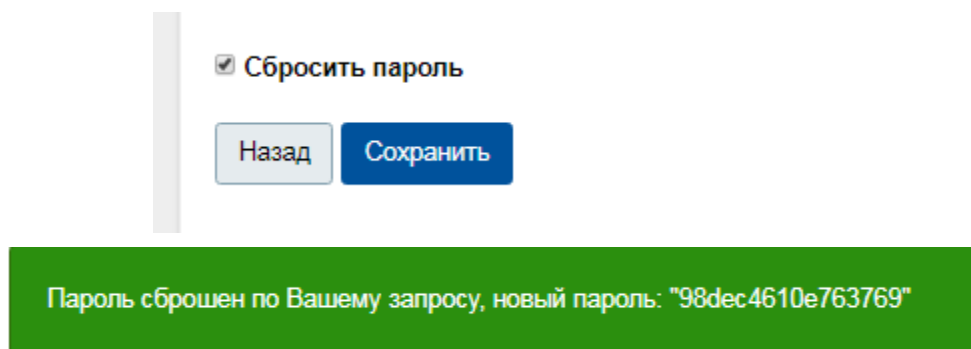 Сбросить пароль
Назад Сохранить
Пароль сброшен по Вашему запросу, новый пароль: "98dec4610e763769"